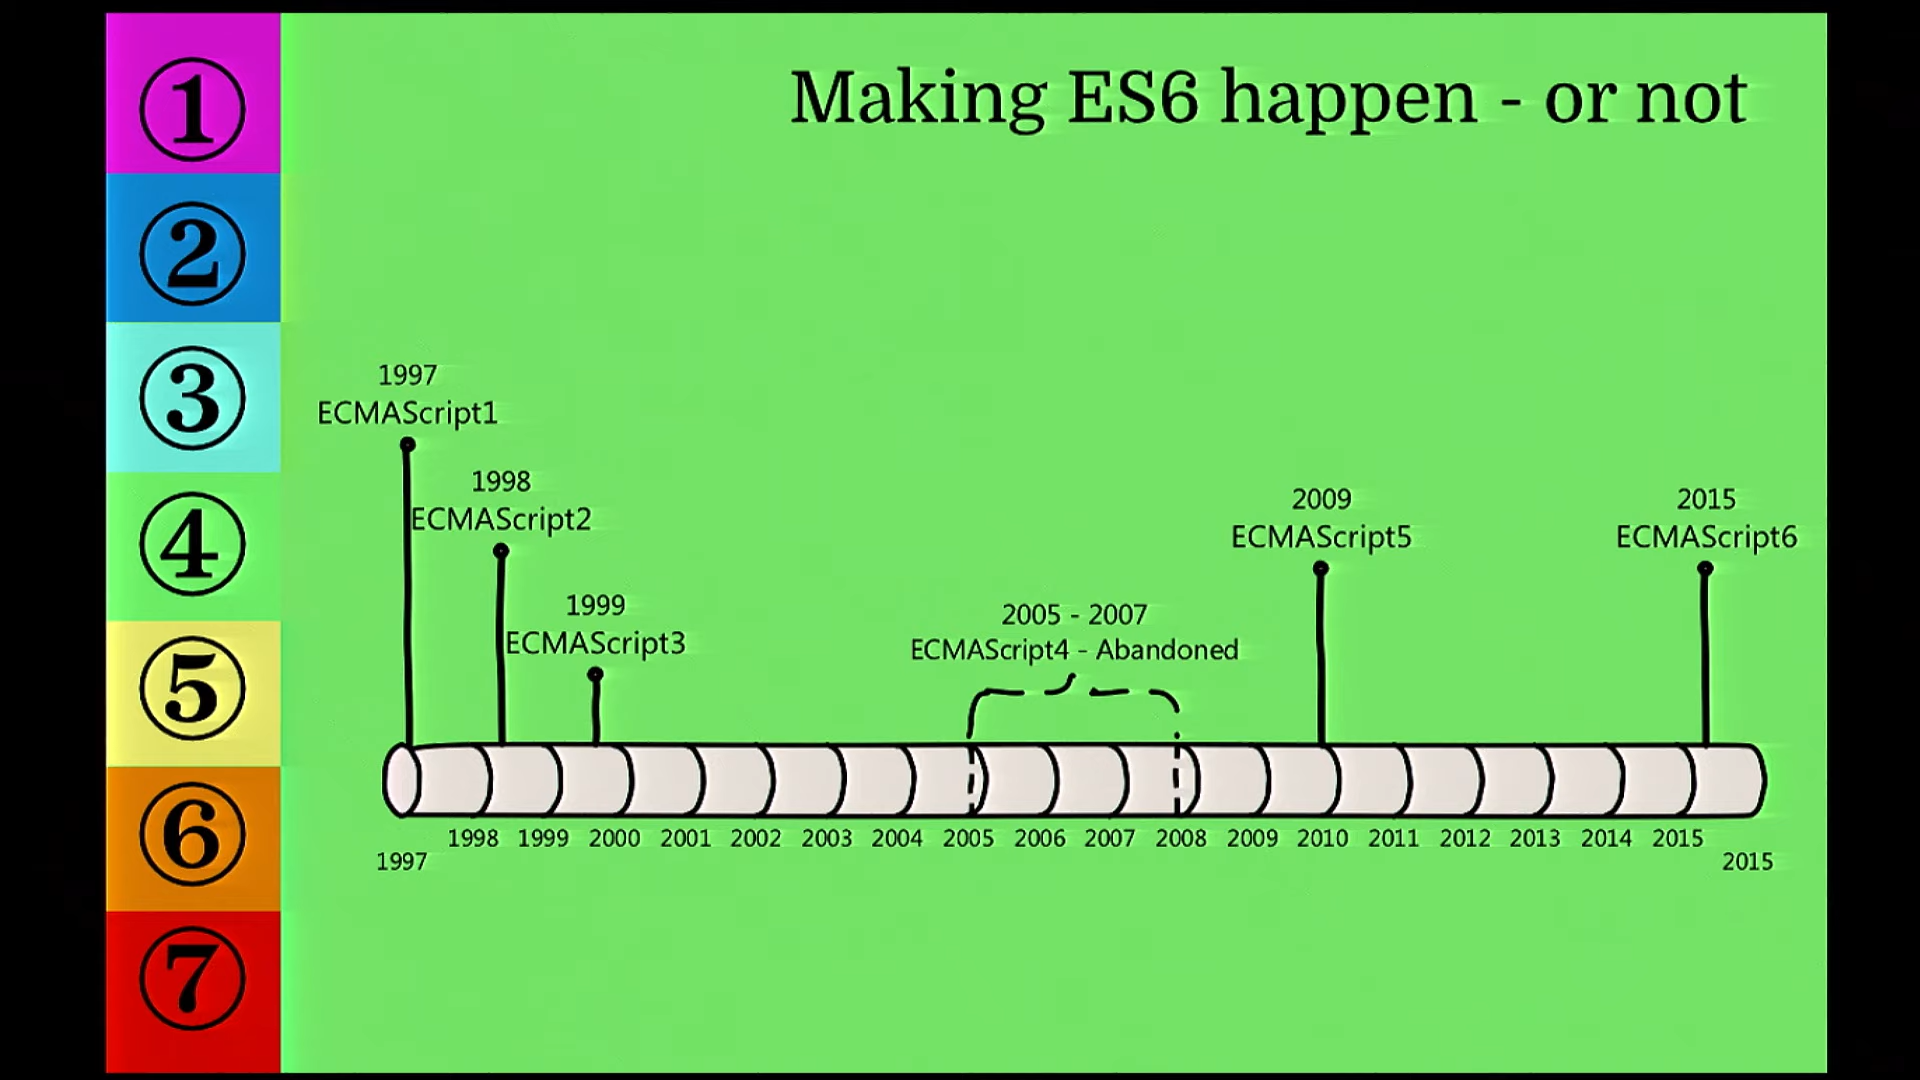 1
2
3
4
5
6
7
Making ES6 happen - or not
1997
ECMAScript1
1998
ECMAScript2
1999
ECMAScript3
2005 - 2007
ECMAScript4 - Abandoned
2009
ECMAScript5
2015
ECMAScript6
1998 1999 2000 2001 2002 2003 2004 2005 2006 2007 2008 2009 2010 2011 2012 2013 2014 2015
1997 2015